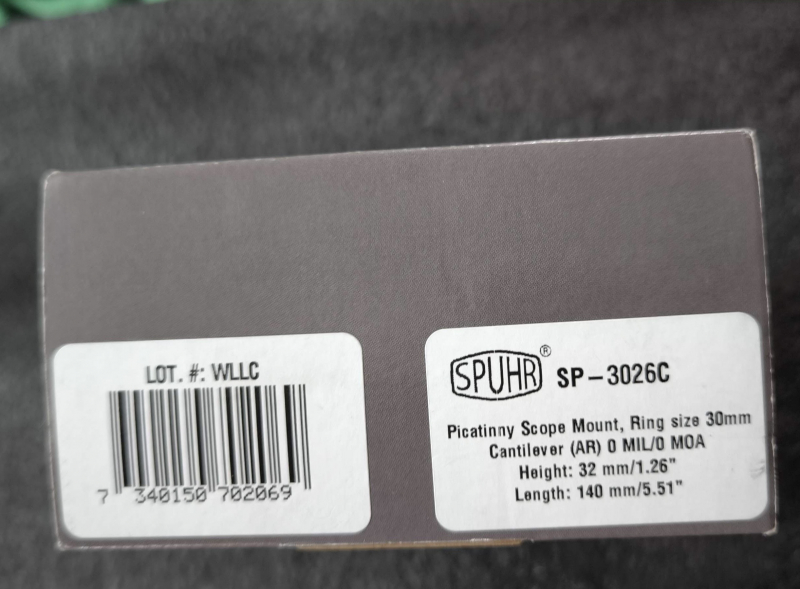 LOT. #: WLLC
7 340150 702069
SPUHR® SP-3026C
Picatinny Scope Mount, Ring size 30mm
Cantilever (AR) 0 MIL/0 MOA
Height: 32 mm/1.26"
Length: 140 mm/5.51"